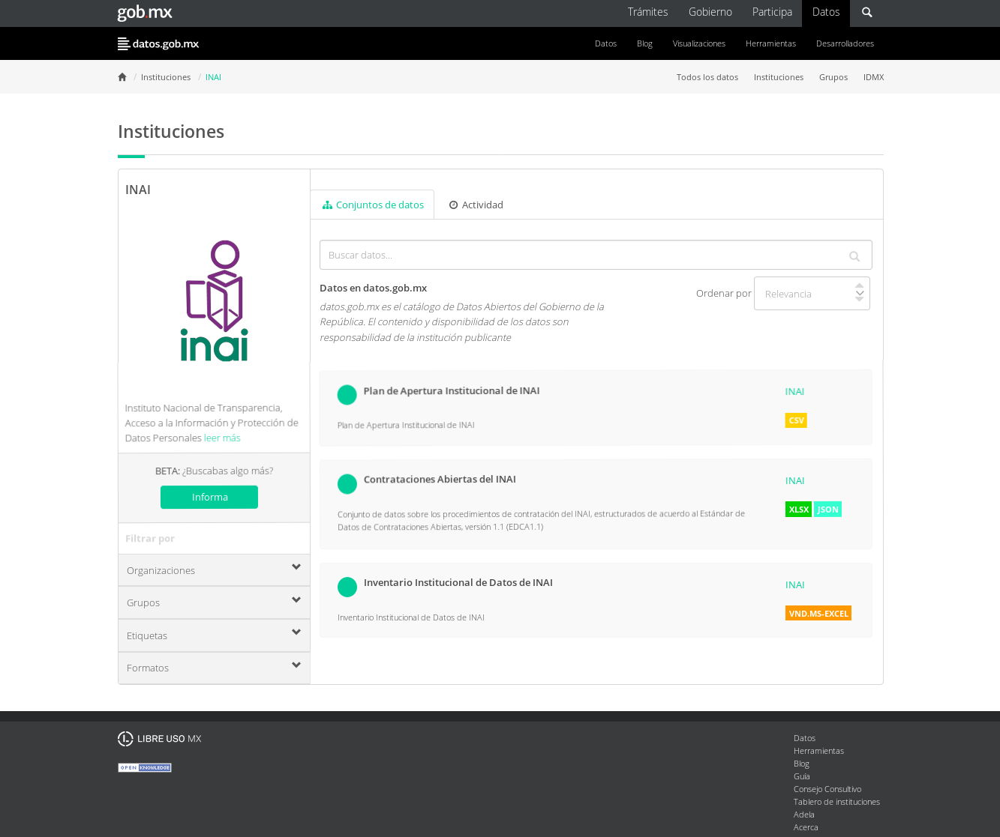 gob.mx
Trámites Gobierno Participa Datos
datos.gob.mx
Datos Blog Visualizaciones Herramientas Desarrolladores
/ Instituciones / INAI
Todos los datos Instituciones Grupos IDMX
Instituciones
INAI
inai
Instituto Nacional de Transparencia,
Acceso a la Información y Protección de
Datos Personales leer más
BETA: ¿Buscabas algo más?
Informa
Filtrar por
Organizaciones
Grupos
Etiquetas
Formatos
Conjuntos de datos Actividad
Buscar datos...
Datos en datos.gob.mx
datos.gob.mx es el catálogo de Datos Abiertos del Gobierno de la
República. El contenido y disponibilidad de los datos son
responsabilidad de la institución publicante
Ordenar por Relevancia
Plan de Apertura Institucional de INAI
Plan de Apertura Institucional de INAI
INAI
CSV
Contrataciones Abiertas del INAI
Conjunto de datos sobre los procedimientos de contratación del INAI, estructurados de acuerdo al Estándar de
Datos de Contrataciones Abiertas, versión 1.1 (EDCA1.1)
INAI
XLSX JSON
Inventario Institucional de Datos de INAI
Inventario Institucional de Datos de INAI
INAI
VND.MS-EXCEL
LIBRE USO MX
OPEN KNOWLEDGE
Datos
Herramientas
Blog
Guía
Consejo Consultivo
Tablero de instituciones
Adela
Acerca